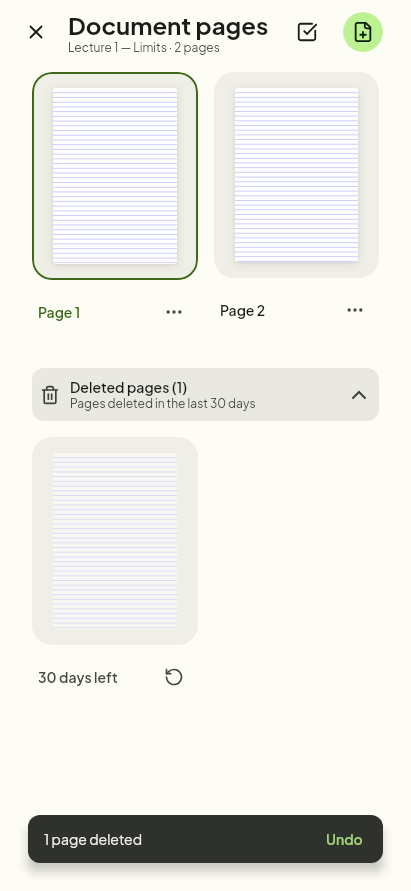 Document pages
Lecture 1 — Limits · 2 pages
Page 1
Page 2
Deleted pages (1)
Pages deleted in the last 30 days
30 days left
1 page deleted
Undo